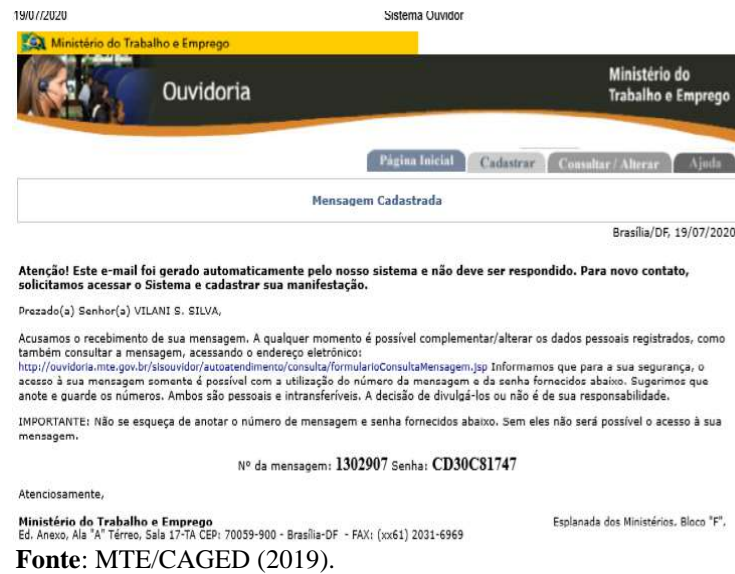 19/07/2020 Sistema Ouvidor
Ministério do Trabalho e Emprego
Ouvidoria
Ministério do
Trabalho e Emprego
Página Inicial Cadastrar Consultar / Alterar Ajuda
Mensagem Cadastrada
Brasília/DF, 19/07/2020
Atenção! Este e-mail foi gerado automaticamente pelo nosso sistema e não deve ser respondido. Para novo contato,
solicitamos acessar o Sistema e cadastrar sua manifestação.
Prezado(a) Senhor(a) VILANI S. SILVA,
Acusamos o recebimento de sua mensagem. A qualquer momento é possível complementar/alterar os dados pessoais registrados, como
também consultar a mensagem, acessando o endereço eletrônico:
http://ouvidoria.mte.gov.br/sisouvidor/autoatendimento/consulta/formularioConsultaMensagem.jsp Informamos que para a sua segurança, o
acesso à sua mensagem somente é possível com a utilização do número da mensagem e da senha fornecidos abaixo. Sugerimos que
anote e guarde os números. Ambos são pessoais e intransferíveis. A decisão de divulgá-los ou não é de sua responsabilidade.
IMPORTANTE: Não se esqueça de anotar o número de mensagem e senha fornecidos abaixo. Sem eles não será possível o acesso à sua
mensagem.
Nº da mensagem: 1302907 Senha: CD30C81747
Atenciosamente,
Ministério do Trabalho e Emprego Esplanada dos Ministérios. Bloco "F",
Ed. Anexo, Ala "A" Térreo, Sala 17-TA CEP: 70059-900 - Brasília-DF - FAX: (xx61) 2031-6969
Fonte: MTE/CAGED (2019).